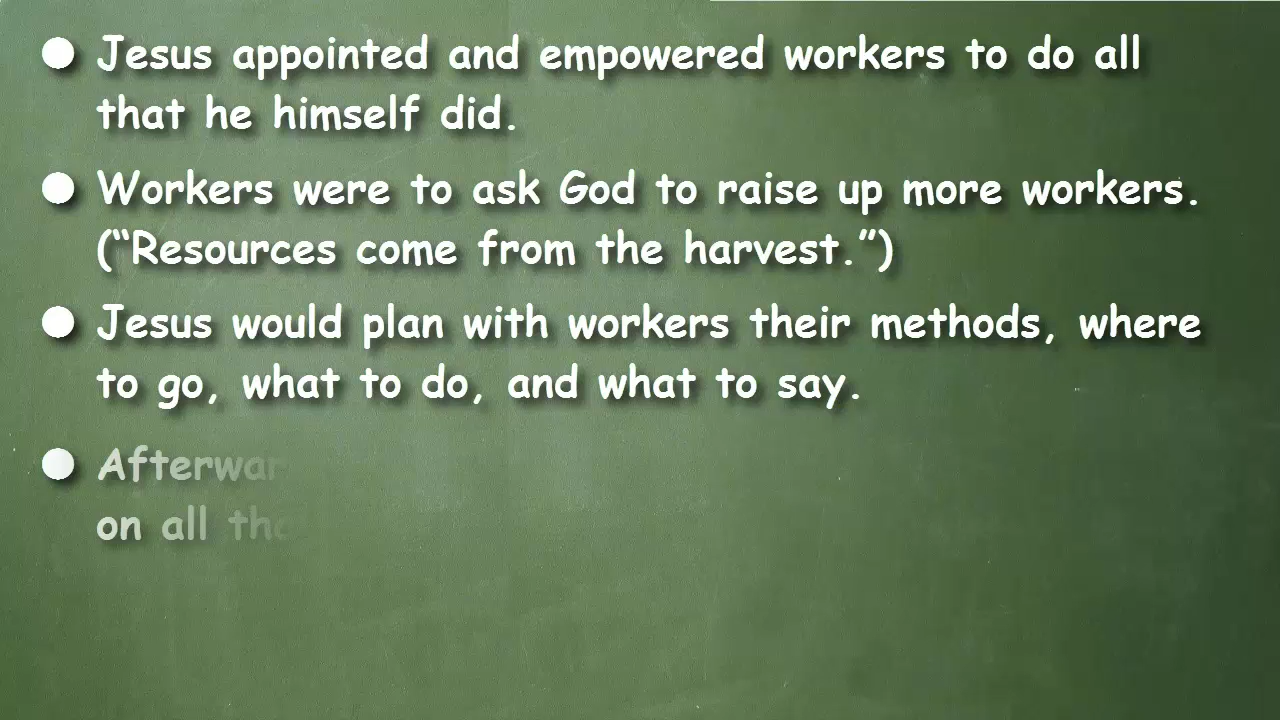 ● Jesus appointed and empowered workers to do all
that he himself did.
● Workers were to ask God to raise up more workers.
(“Resources come from the harvest.”)
● Jesus would plan with workers their methods, where
to go, what to do, and what to say.
●
on all